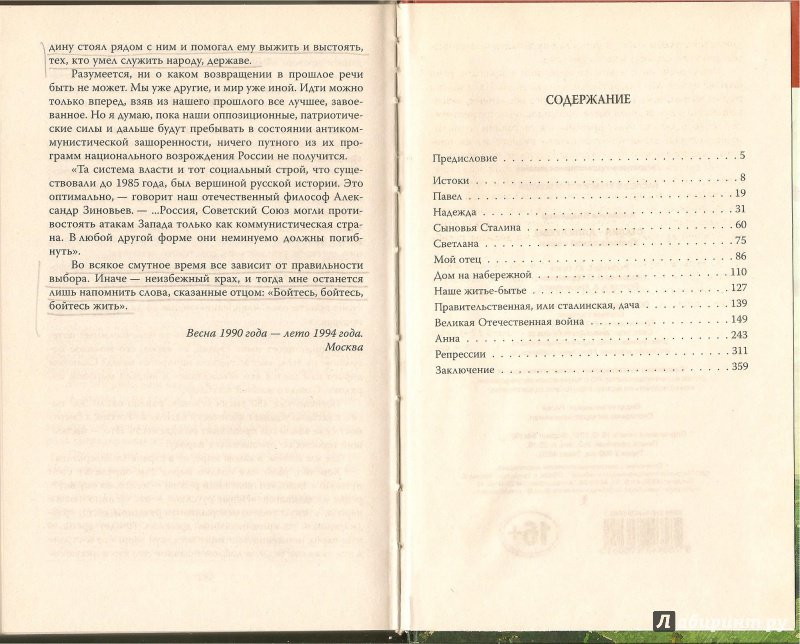 дину стоял рядом с ним и помогал ему выжить и выстоять,
тех, кто умел служить народу, державе.
Разумеется, ни о каком возвращении в прошлое речи
быть не может. Мы уже другие, и мир уже иной. Идти можно
только вперед, взяв из нашего прошлого все лучшее, завое-
ванное. Но я думаю, пока наши оппозиционные, патриотиче-
ские силы и дальше будут пребывать в состоянии антиком-
мунистической зашоренности, ничего путного из их про-
грамм национального возрождения России не получится.
«Та система власти и тот социальный строй, что суще-
ствовали до 1985 года, был вершиной русской истории. Это
оптимально, — говорит наш отечественный философ Алек-
сандр Зиновьев. — ...Россия, Советский Союз могли проти-
востоять атакам Запада только как коммунистическая стра-
на. В любой другой форме они неминуемо должны погиб-
нуть».
Во всякое смутное время все зависит от правильности
выбора. Иначе — неизбежный крах, и тогда мне останется
лишь напомнить слова, сказанные отцом: «Бойтесь, бойтесь,
бойтесь жить».
Весна 1990 года — лето 1994 года.
Москва
СОДЕРЖАНИЕ
Предисловие . . . 5
Истоки . . . 8
Павел . . . 19
Надежда . . . 31
Сыновья Сталина . . . 60
Светлана . . . 75
Мой отец . . . 86
Дом на набережной . . . 110
Наше житье-бытье . . . 127
Правительственная, или сталинская, дача . . . 139
Великая Отечественная война . . . 149
Анна . . . 243
Репрессии . . . 311
Заключение . . . 359
16+
Лабиринт.ру